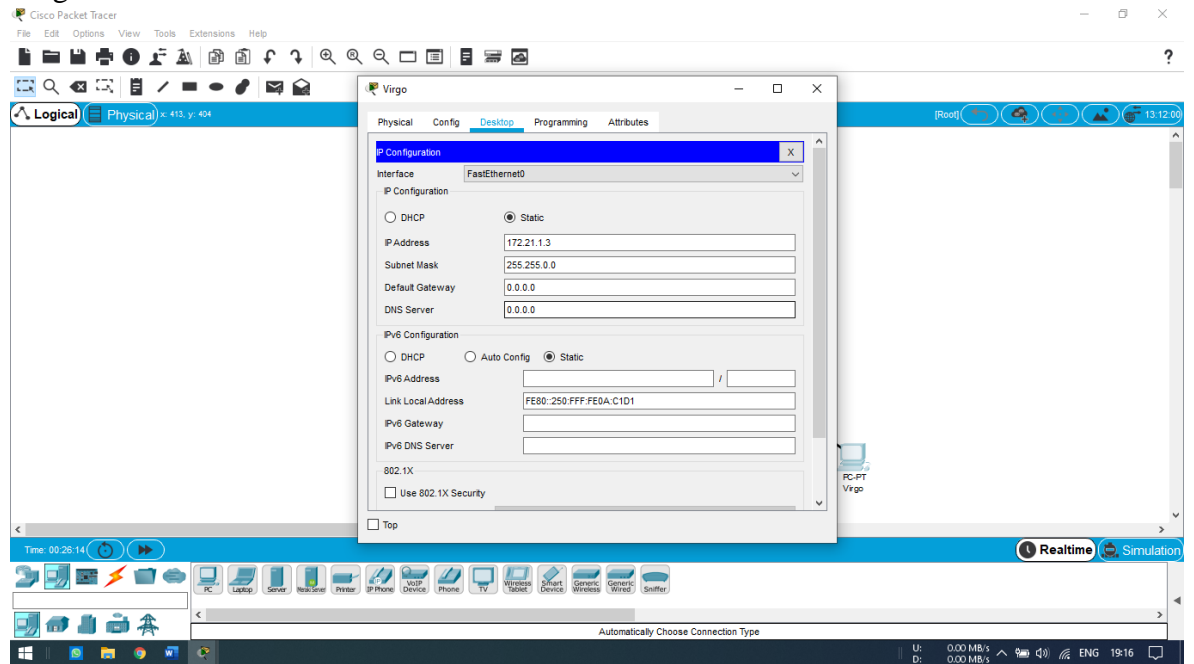 Cisco Packet Tracer
File Edit Options View Tools Extensions Help
?
Logical Physical x: 413, y: 404
[Root] 13:12:00
Virgo
Physical Config Desktop Programming Attributes
IP Configuration X
Interface FastEthernet0
IP Configuration
DHCP Static
IP Address 172.21.1.3
Subnet Mask 255.255.0.0
Default Gateway 0.0.0.0
DNS Server 0.0.0.0
IPv6 Configuration
DHCP Auto Config Static
IPv6 Address /
Link Local Address FE80::250:FFF:FE0A:C1D1
IPv6 Gateway
IPv6 DNS Server
802.1X
Use 802.1X Security
Top
PC-PT
Virgo
Time: 00:26:14
Realtime Simulation
PC Laptop Server Meraki Server Printer IP Phone VoIP Device Phone TV Wireless Tablet Smart Device Generic Wireless Generic Wired Sniffer
Automatically Choose Connection Type
U: 0.00 MB/s
D: 0.00 MB/s
ENG 19:16